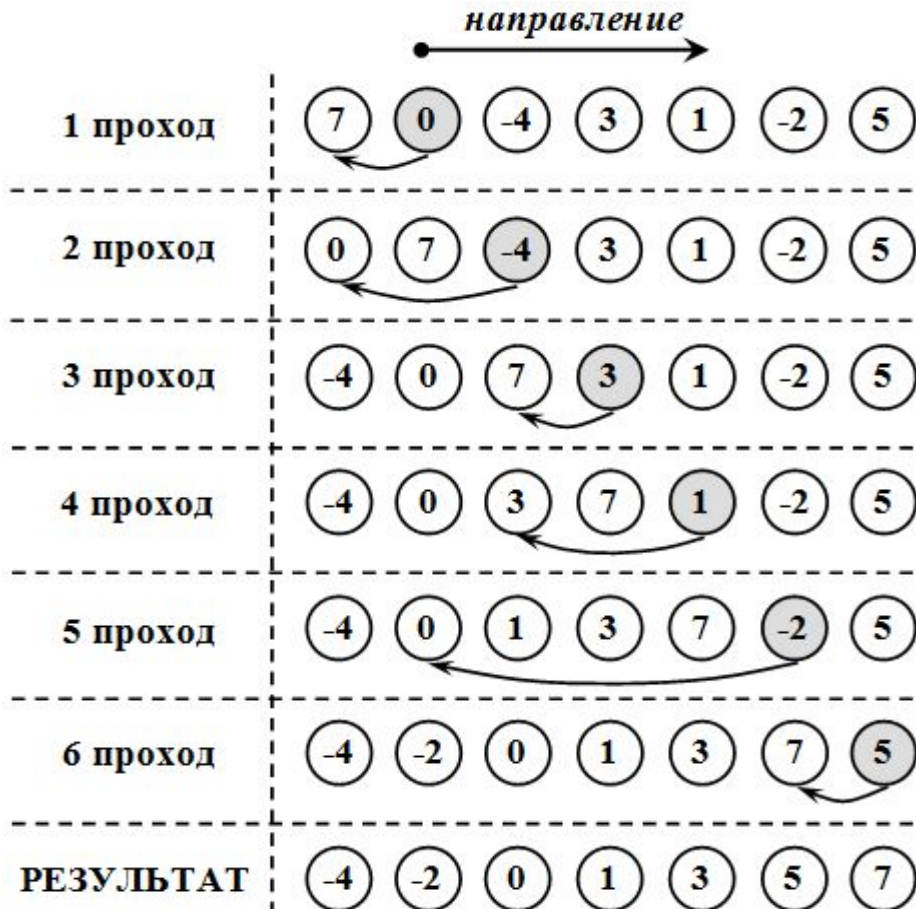 направление
1 проход 7 0 -4 3 1 -2 5
2 проход 0 7 -4 3 1 -2 5
3 проход -4 0 7 3 1 -2 5
4 проход -4 0 3 7 1 -2 5
5 проход -4 0 1 3 7 -2 5
6 проход -4 -2 0 1 3 7 5
РЕЗУЛЬТАТ -4 -2 0 1 3 5 7